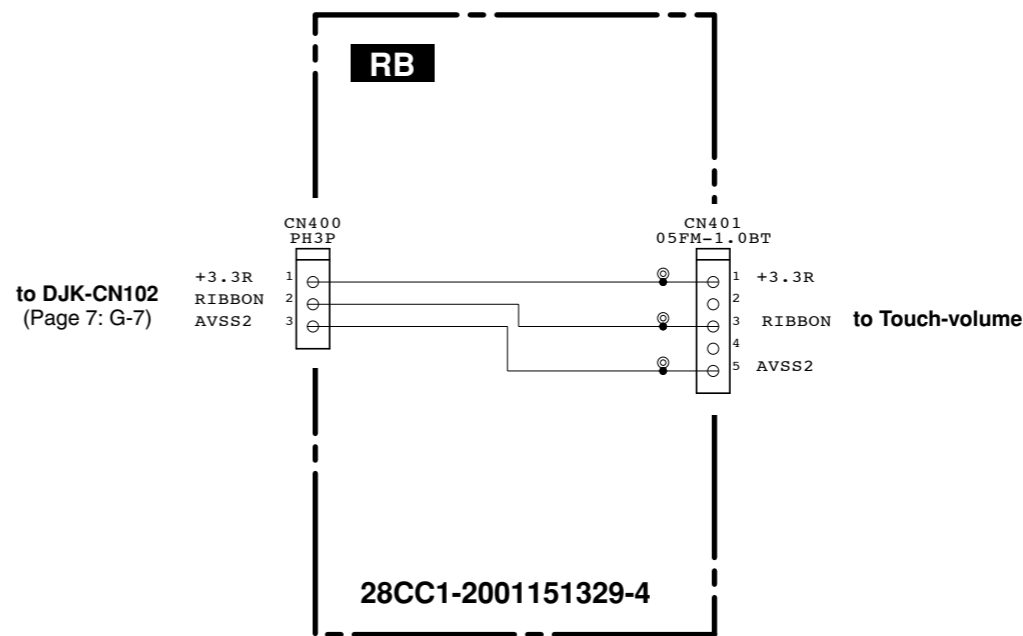 RB
CN400
PH3P
CN401
05FM-1.0BT
to DJK-CN102
(Page 7: G-7)
+3.3R 1
RIBBON 2
AVSS2 3
1 +3.3R
2
3 RIBBON
4
5 AVSS2
to Touch-volume
28CC1-2001151329-4